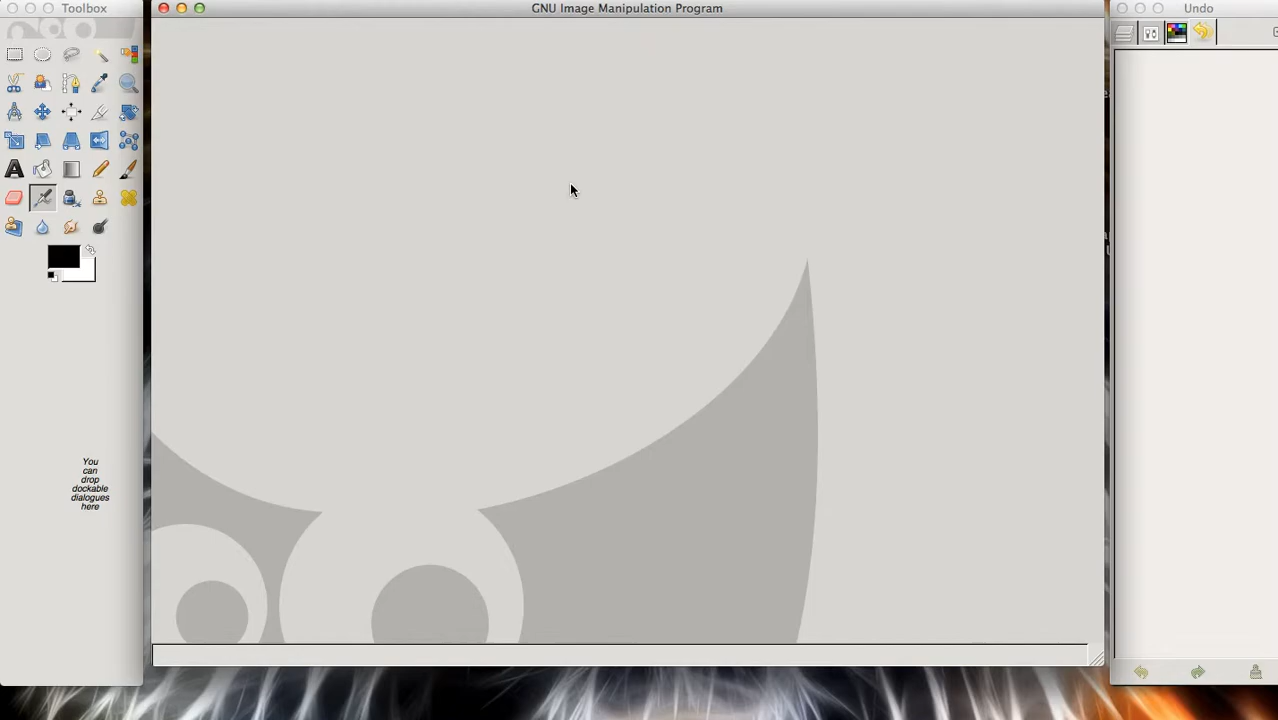 Toolbox
GNU Image Manipulation Program
Undo
You
can
drop
dockable
dialogues
here